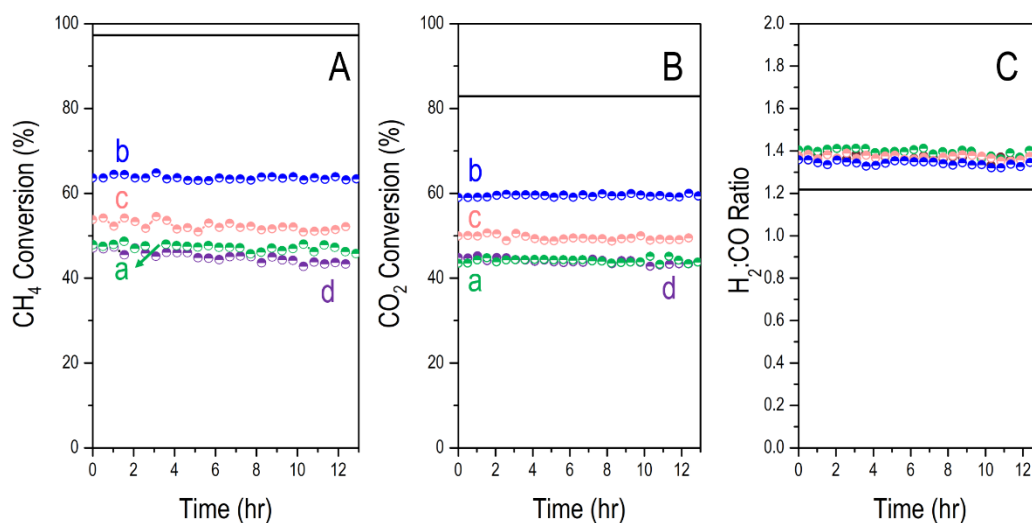 A
CH₄ Conversion (%)
100
80
60
40
20
0
b
c
a
d
0 2 4 6 8 10 12
Time (hr)
B
CO₂ Conversion (%)
100
80
60
40
20
0
b
c
a
d
0 2 4 6 8 10 12
Time (hr)
C
H₂:CO Ratio
2.0
1.8
1.6
1.4
1.2
1.0
0.8
0.6
0.4
0.2
0.0
0 2 4 6 8 10 12
Time (hr)